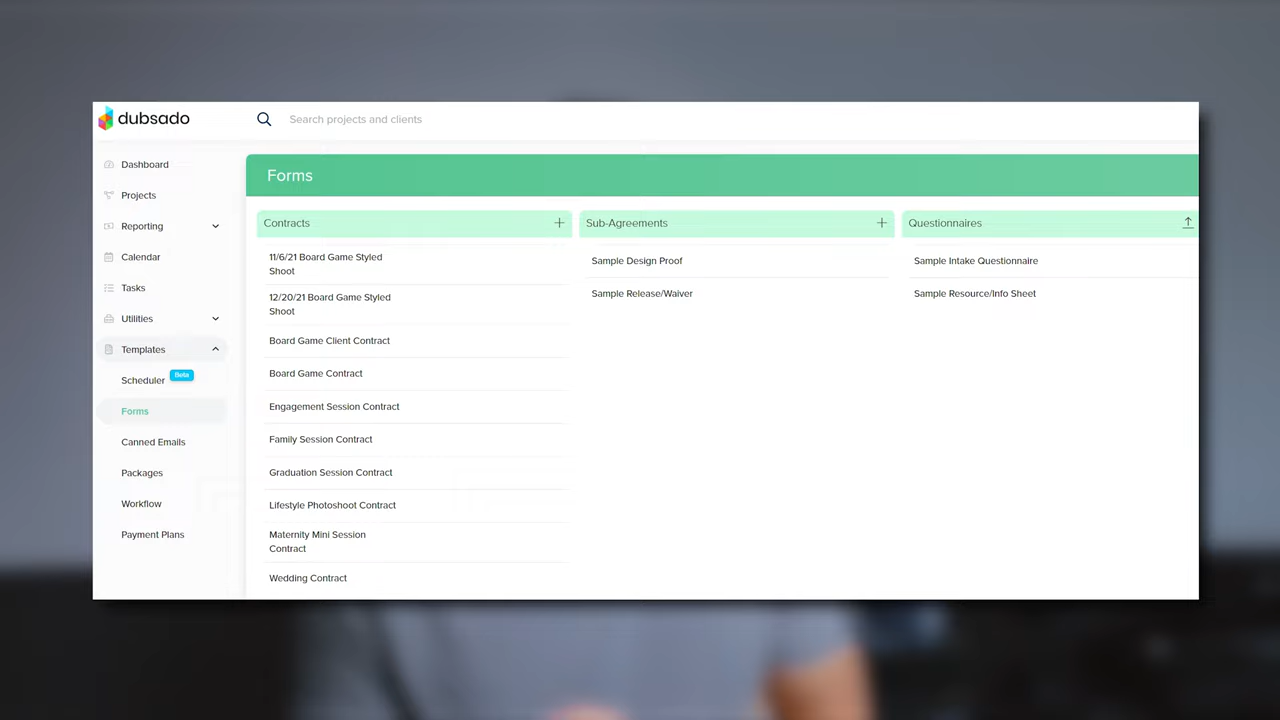 dubsado
Search projects and clients
Dashboard
Projects
Reporting
Calendar
Tasks
Utilities
Templates
Scheduler Beta
Forms
Canned Emails
Packages
Workflow
Payment Plans
Forms
Contracts
11/6/21 Board Game Styled
Shoot
12/20/21 Board Game Styled
Shoot
Board Game Client Contract
Board Game Contract
Engagement Session Contract
Family Session Contract
Graduation Session Contract
Lifestyle Photoshoot Contract
Maternity Mini Session
Contract
Wedding Contract
Sub-Agreements
Sample Design Proof
Sample Release/Waiver
Questionnaires
Sample Intake Questionnaire
Sample Resource/Info Sheet